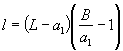 l = (L - a₁)(B/a₁ - 1)